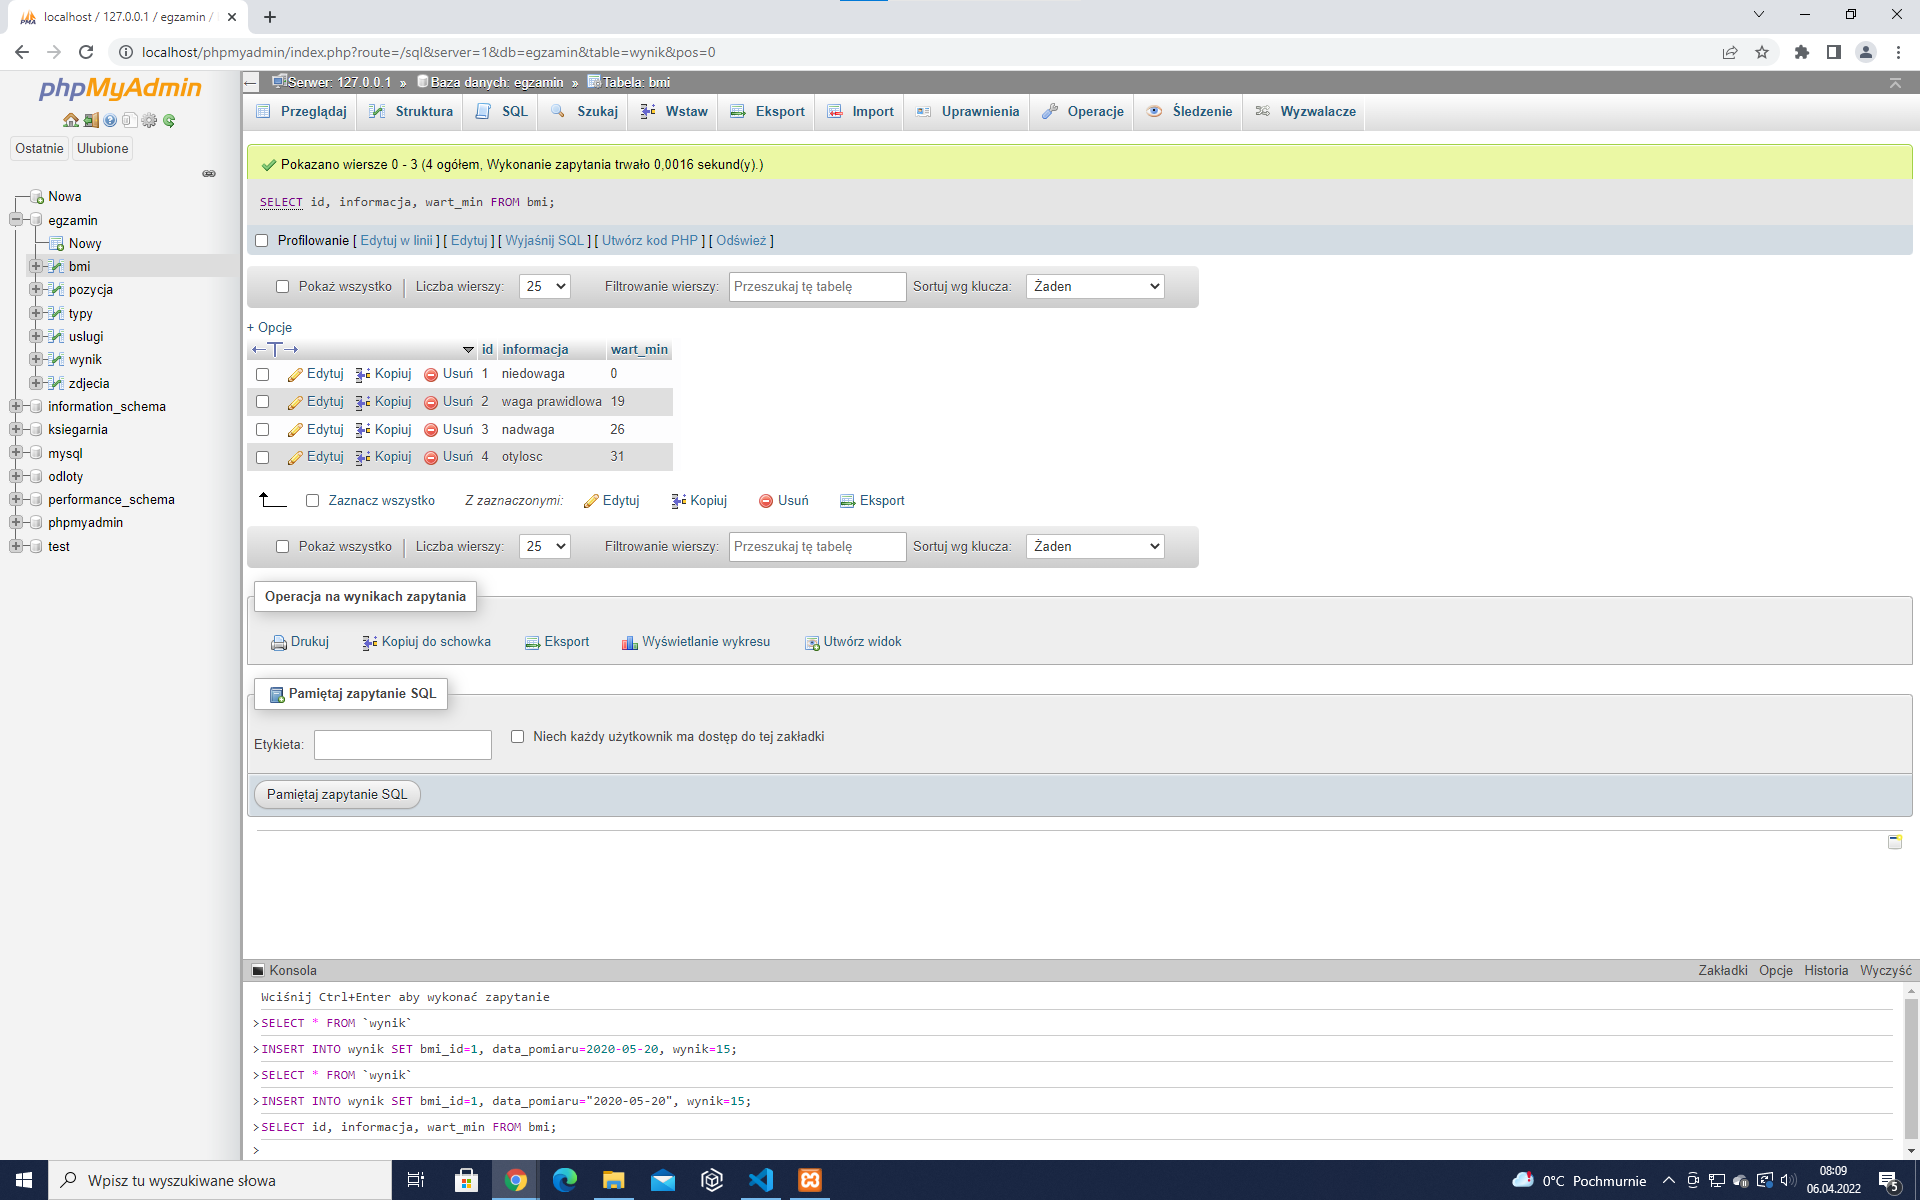 localhost / 127.0.0.1 / egzamin /
localhost/phpmyadmin/index.php?route=/sql&server=1&db=egzamin&table=wynik&pos=0
phpMyAdmin
Ostatnie Ulubione
Nowa
egzamin
Nowy
bmi
pozycja
typy
uslugi
wynik
zdjecia
information_schema
ksiegarnia
mysql
odloty
performance_schema
phpmyadmin
test
Serwer: 127.0.0.1 » Baza danych: egzamin » Tabela: bmi
Przeglądaj Struktura SQL Szukaj Wstaw Eksport Import Uprawnienia Operacje Śledzenie Wyzwalacze
Pokazano wiersze 0 - 3 (4 ogółem, Wykonanie zapytania trwało 0,0016 sekund(y).)
SELECT id, informacja, wart_min FROM bmi;
Profilowanie [ Edytuj w linii ] [ Edytuj ] [ Wyjaśnij SQL ] [ Utwórz kod PHP ] [ Odśwież ]
Pokaż wszystko Liczba wierszy: 25 Filtrowanie wierszy: Przeszukaj tę tabelę Sortuj wg klucza: Żaden
+ Opcje
←T→ id informacja wart_min
Edytuj Kopiuj Usuń 1 niedowaga 0
Edytuj Kopiuj Usuń 2 waga prawidlowa 19
Edytuj Kopiuj Usuń 3 nadwaga 26
Edytuj Kopiuj Usuń 4 otylosc 31
Zaznacz wszystko Z zaznaczonymi: Edytuj Kopiuj Usuń Eksport
Pokaż wszystko Liczba wierszy: 25 Filtrowanie wierszy: Przeszukaj tę tabelę Sortuj wg klucza: Żaden
Operacja na wynikach zapytania
Drukuj Kopiuj do schowka Eksport Wyświetlanie wykresu Utwórz widok
Pamiętaj zapytanie SQL
Etykieta: Niech każdy użytkownik ma dostęp do tej zakładki
Pamiętaj zapytanie SQL
Konsola Zakładki Opcje Historia Wyczyść
Wciśnij Ctrl+Enter aby wykonać zapytanie
>SELECT * FROM `wynik`
>INSERT INTO wynik SET bmi_id=1, data_pomiaru=2020-05-20, wynik=15;
>SELECT * FROM `wynik`
>INSERT INTO wynik SET bmi_id=1, data_pomiaru="2020-05-20", wynik=15;
>SELECT id, informacja, wart_min FROM bmi;
>
Wpisz tu wyszukiwane słowa
0°C Pochmurnie
08:09
06.04.2022
5